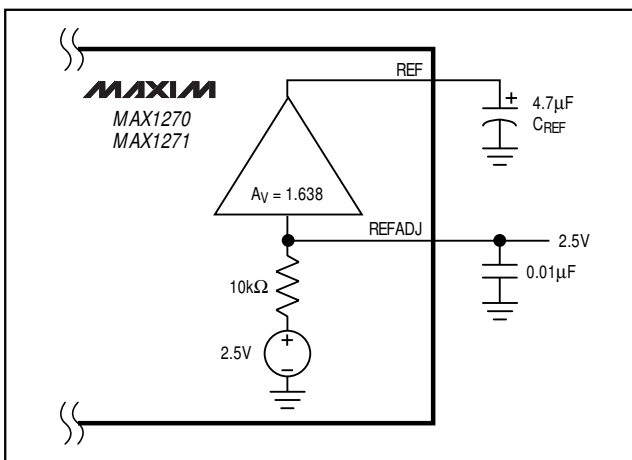 MAXIM
MAX1270
MAX1271
REF
+
4.7µF
CREF
AV = 1.638
REFADJ
2.5V
0.01µF
10kΩ
2.5V
+
−